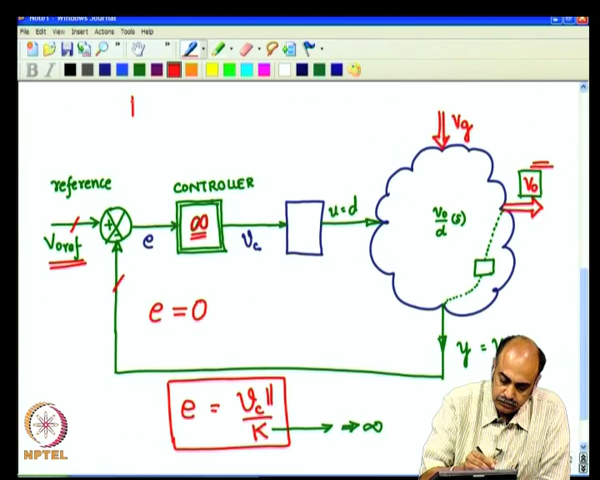 Note1 - Windows Journal
File Edit View Insert Actions Tools Help
B I
Vg
reference
CONTROLLER
Vo
+
-
∞
u=d
Vo/d (s)
Voref
e
Vc
e = 0
y =
e = Vc/K → ∞
NPTEL